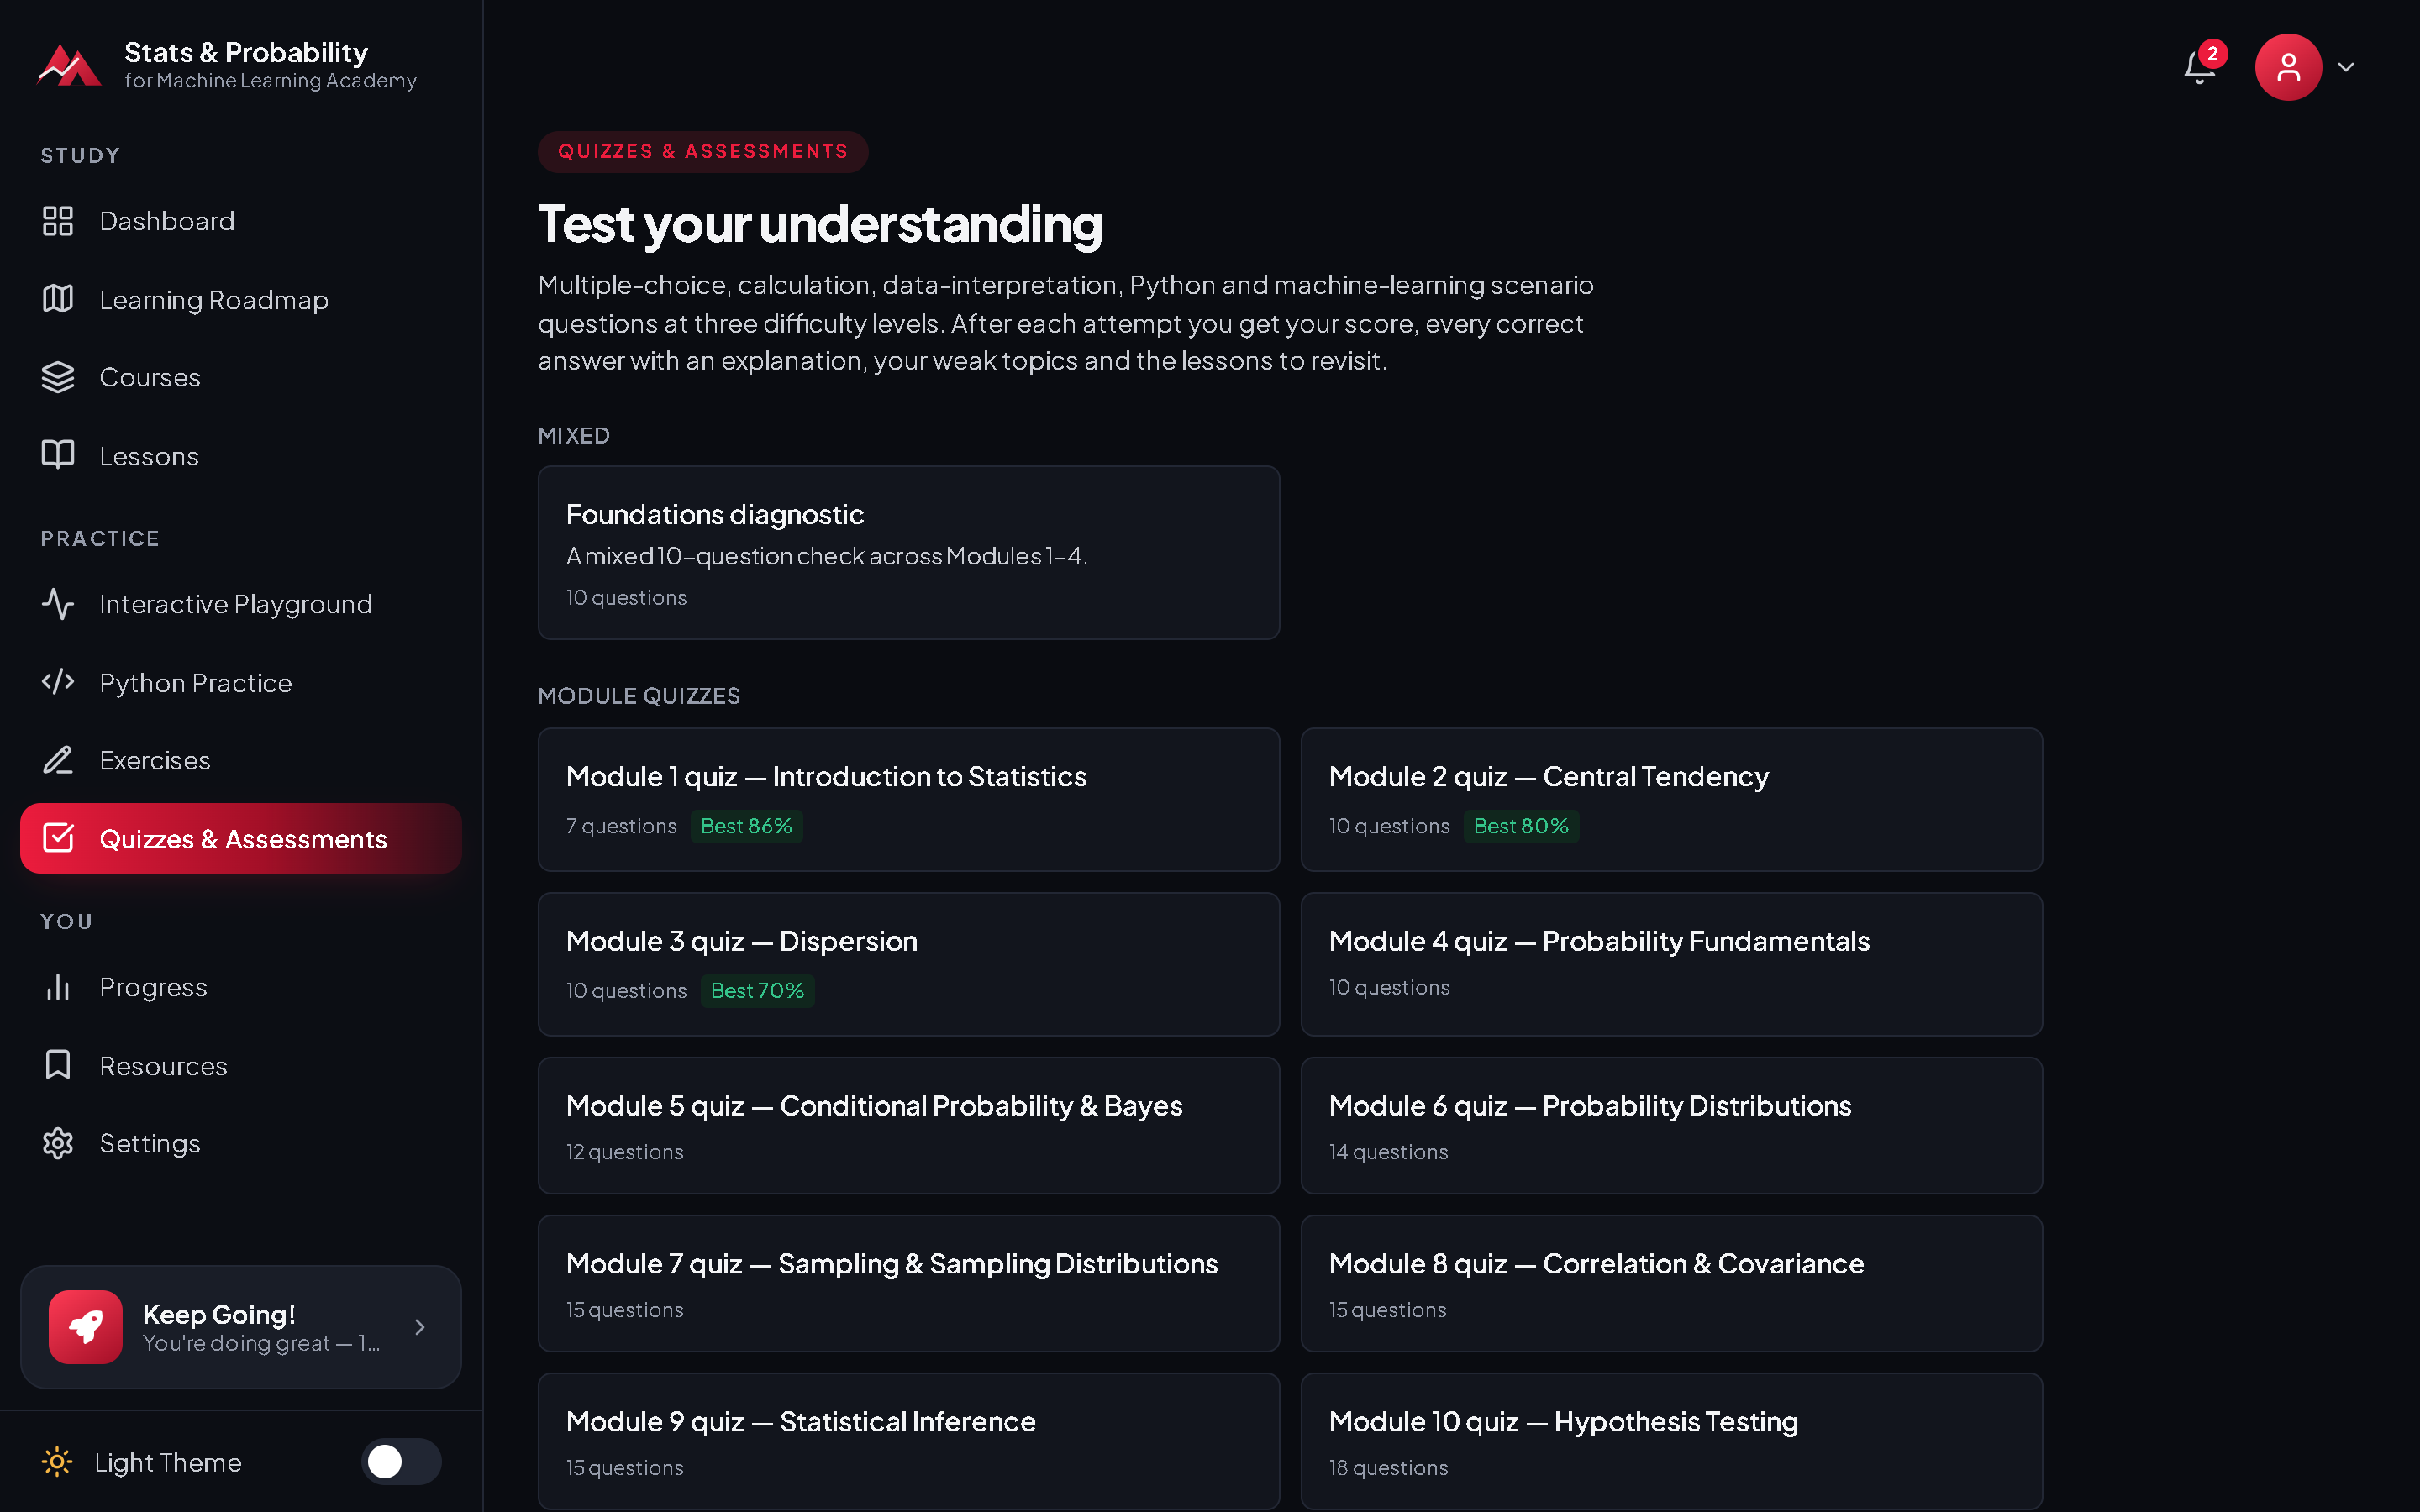 Stats & Probability
for Machine Learning Academy
STUDY
Dashboard
Learning Roadmap
Courses
Lessons
PRACTICE
Interactive Playground
Python Practice
Exercises
Quizzes & Assessments
YOU
Progress
Resources
Settings
Keep Going!
You're doing great — 1...
Light Theme
2
QUIZZES & ASSESSMENTS
Test your understanding
Multiple-choice, calculation, data-interpretation, Python and machine-learning scenario
questions at three difficulty levels. After each attempt you get your score, every correct
answer with an explanation, your weak topics and the lessons to revisit.
MIXED
Foundations diagnostic
A mixed 10-question check across Modules 1–4.
10 questions
MODULE QUIZZES
Module 1 quiz — Introduction to Statistics
7 questions Best 86%
Module 2 quiz — Central Tendency
10 questions Best 80%
Module 3 quiz — Dispersion
10 questions Best 70%
Module 4 quiz — Probability Fundamentals
10 questions
Module 5 quiz — Conditional Probability & Bayes
12 questions
Module 6 quiz — Probability Distributions
14 questions
Module 7 quiz — Sampling & Sampling Distributions
15 questions
Module 8 quiz — Correlation & Covariance
15 questions
Module 9 quiz — Statistical Inference
15 questions
Module 10 quiz — Hypothesis Testing
18 questions